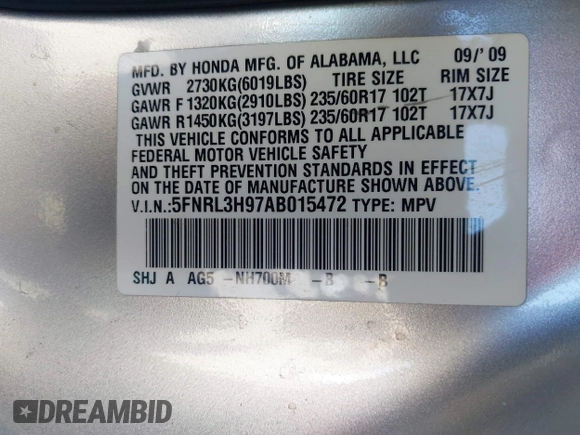 MFD. BY HONDA MFG. OF ALABAMA, LLC 09/'09
GVWR 2730KG(6019LBS) TIRE SIZE RIM SIZE
GAWR F 1320KG(2910LBS) 235/60R17 102T 17X7J
GAWR R 1450KG(3197LBS) 235/60R17 102T 17X7J
THIS VEHICLE CONFORMS TO ALL APPLICABLE
FEDERAL MOTOR VEHICLE SAFETY
AND THEFT PREVENTION STANDARDS IN EFFECT
ON THE DATE OF MANUFACTURE SHOWN ABOVE.
V.I.N.:5FNRL3H97AB015472 TYPE: MPV
SHJ A AG5 -NH700M -B -B
DREAMBID